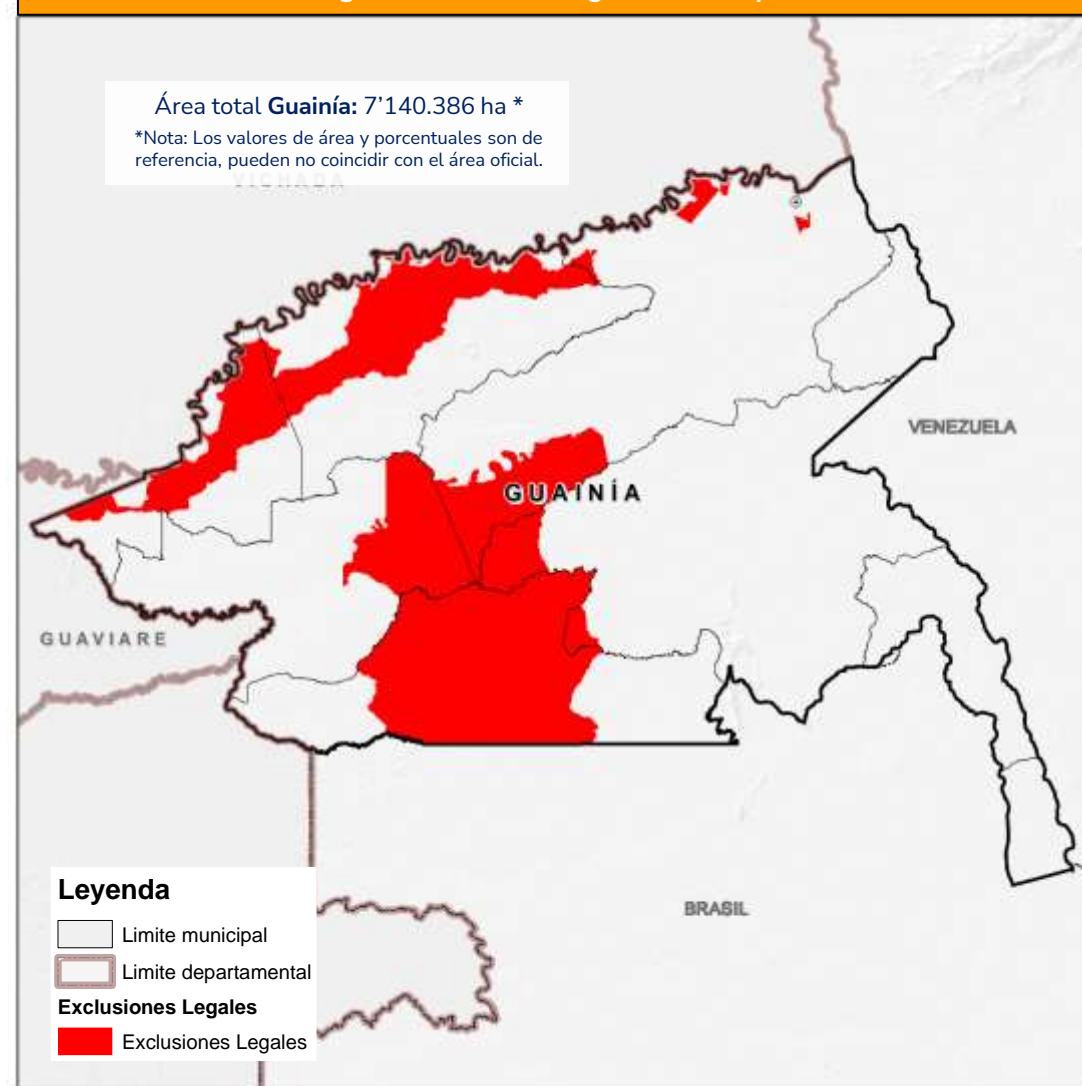 Área total Guainía: 7'140.386 ha *
*Nota: Los valores de área y porcentuales son de
referencia, pueden no coincidir con el área oficial.
VICHADA
VENEZUELA
GUAINÍA
GUAVIARE
BRASIL
Leyenda
Limite municipal
Limite departamental
Exclusiones Legales
Exclusiones Legales